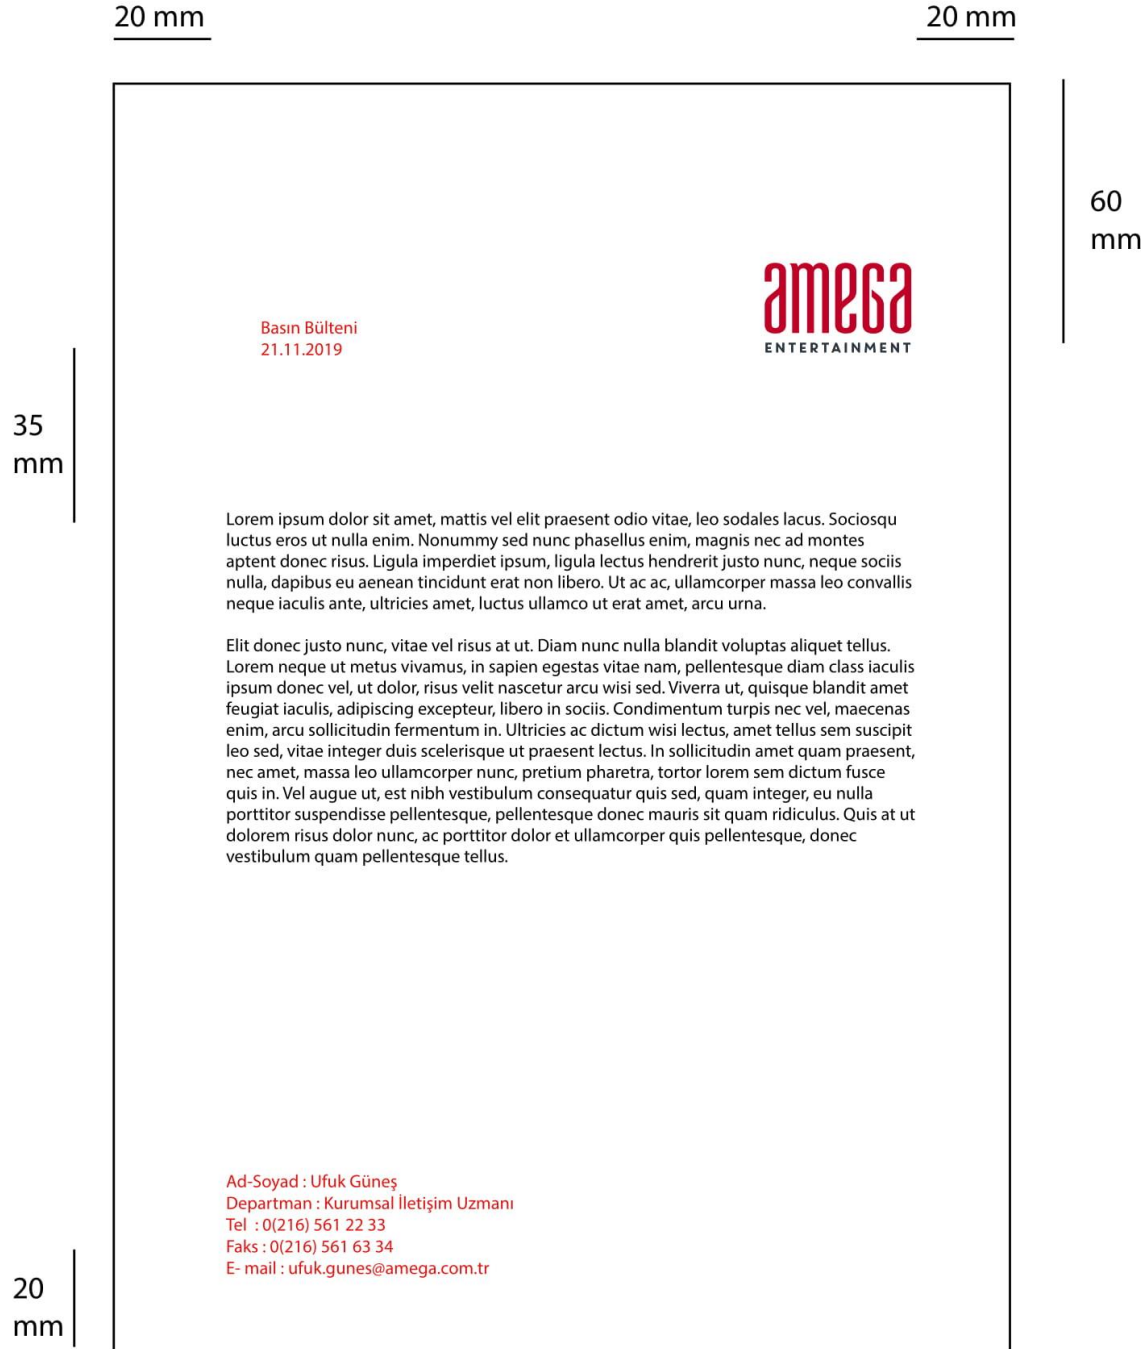 20 mm
20 mm
60
mm
amega
ENTERTAINMENT
Basın Bülteni
21.11.2019
35
mm
Lorem ipsum dolor sit amet, mattis vel elit praesent odio vitae, leo sodales lacus. Sociosqu
luctus eros ut nulla enim. Nonummy sed nunc phasellus enim, magnis nec ad montes
aptent donec risus. Ligula imperdiet ipsum, ligula lectus hendrerit justo nunc, neque sociis
nulla, dapibus eu aenean tincidunt erat non libero. Ut ac ac, ullamcorper massa leo convallis
neque iaculis ante, ultricies amet, luctus ullamco ut erat amet, arcu urna.
Elit donec justo nunc, vitae vel risus at ut. Diam nunc nulla blandit voluptas aliquet tellus.
Lorem neque ut metus vivamus, in sapien egestas vitae nam, pellentesque diam class iaculis
ipsum donec vel, ut dolor, risus velit nascetur arcu wisi sed. Viverra ut, quisque blandit amet
feugiat iaculis, adipiscing excepteur, libero in sociis. Condimentum turpis nec vel, maecenas
enim, arcu sollicitudin fermentum in. Ultricies ac dictum wisi lectus, amet tellus sem suscipit
leo sed, vitae integer duis scelerisque ut praesent lectus. In sollicitudin amet quam praesent,
nec amet, massa leo ullamcorper nunc, pretium pharetra, tortor lorem sem dictum fusce
quis in. Vel augue ut, est nibh vestibulum consequatur quis sed, quam integer, eu nulla
porttitor suspendisse pellentesque, pellentesque donec mauris sit quam ridiculus. Quis at ut
dolorem risus dolor nunc, ac porttitor dolor et ullamcorper quis pellentesque, donec
vestibulum quam pellentesque tellus.
Ad-Soyad : Ufuk Güneş
Departman : Kurumsal İletişim Uzmanı
Tel  : 0(216) 561 22 33
Faks : 0(216) 561 63 34
E- mail : ufuk.gunes@amega.com.tr
20
mm